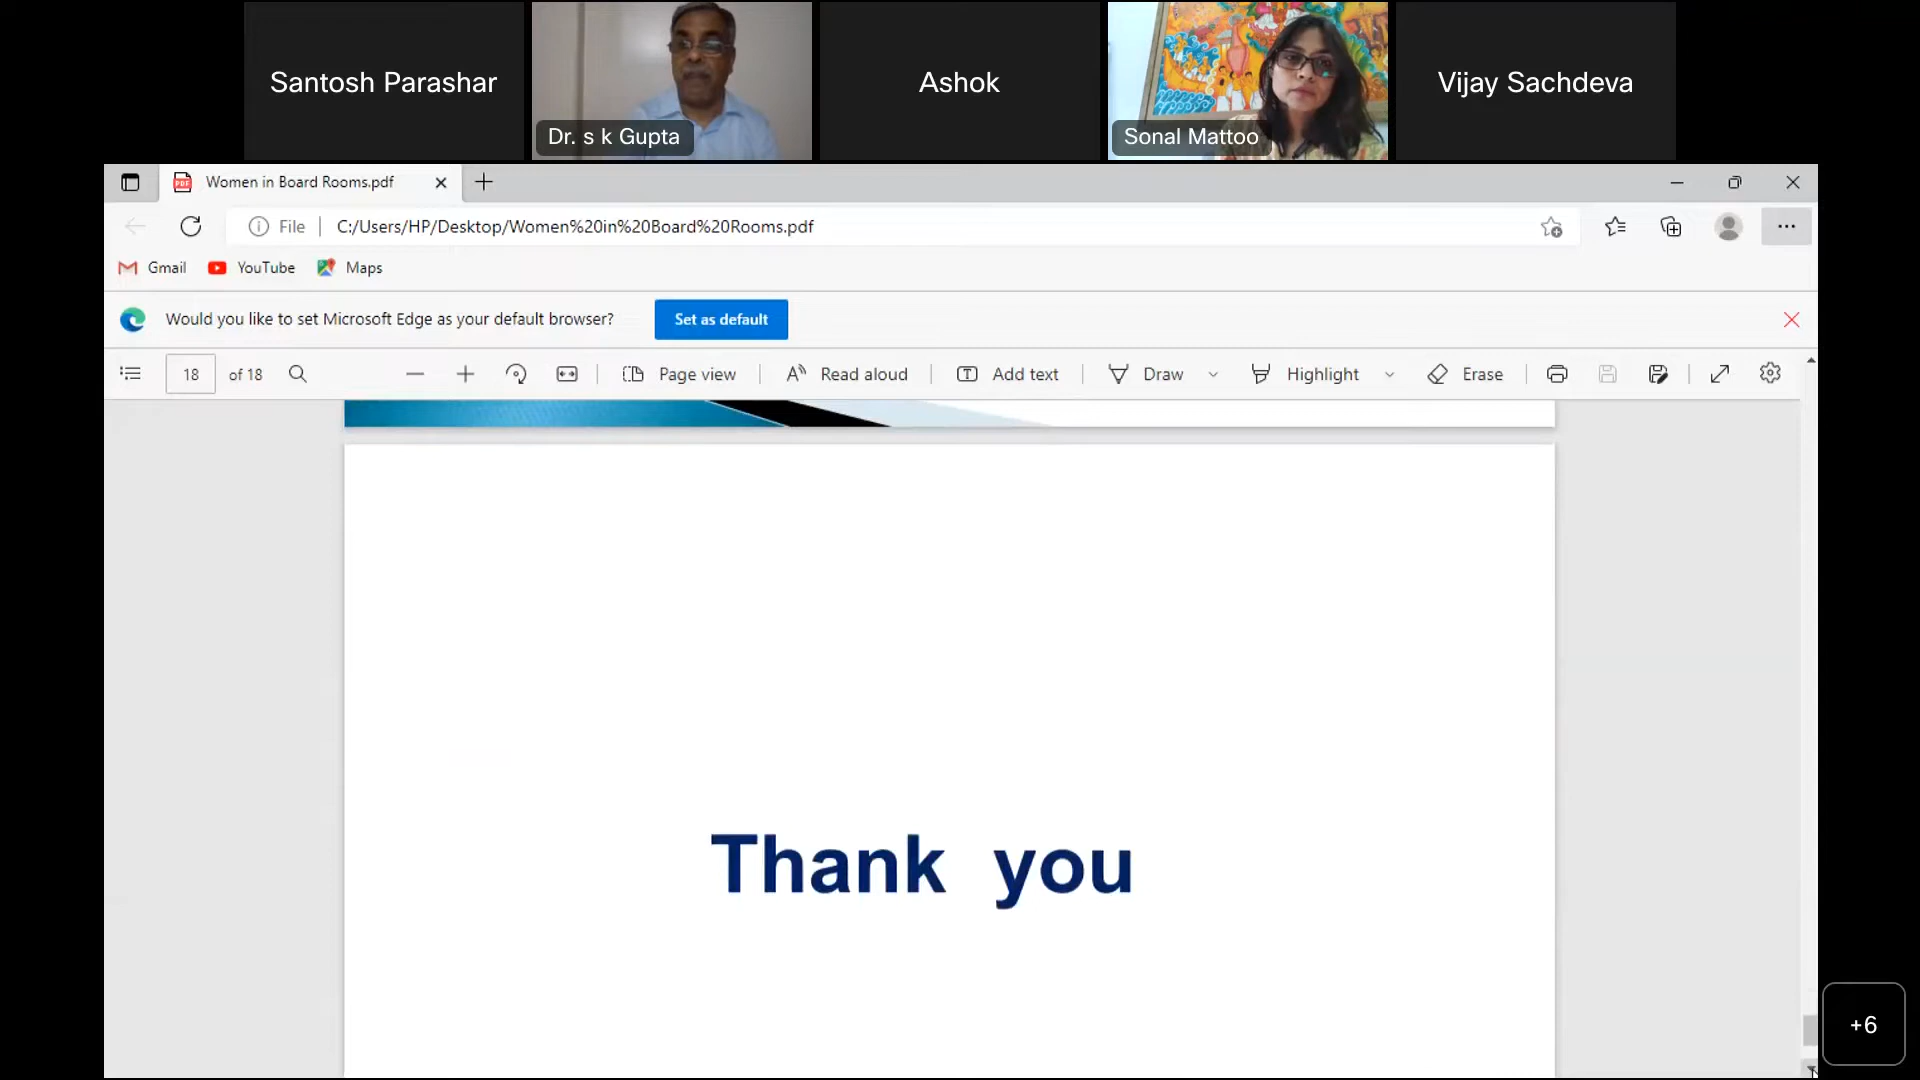 Santosh Parashar
Dr. s k Gupta
Ashok
Sonal Mattoo
Vijay Sachdeva
Women in Board Rooms.pdf
File
C:/Users/HP/Desktop/Women%20in%20Board%20Rooms.pdf
Gmail
YouTube
Maps
Would you like to set Microsoft Edge as your default browser?
Set as default
18 of 18
Page view
Read aloud
Add text
Draw
Highlight
Erase
Thank you
+6